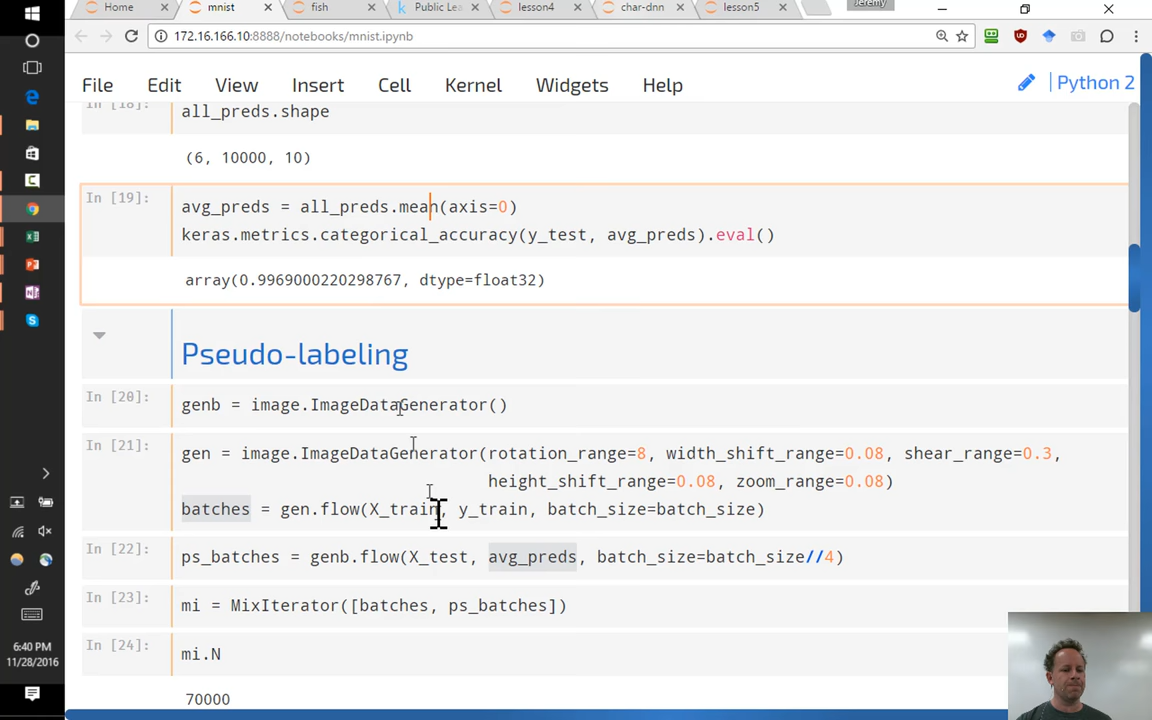 Home
mnist
fish
Public Lea
lesson4
char-dnn
lesson5
Jeremy
172.16.166.10:8888/notebooks/mnist.ipynb
File Edit View Insert Cell Kernel Widgets Help Python 2
In [18]:
all_preds.shape
(6, 10000, 10)
In [19]:
avg_preds = all_preds.mean(axis=0)
keras.metrics.categorical_accuracy(y_test, avg_preds).eval()
array(0.9969000220298767, dtype=float32)
Pseudo-labeling
In [20]:
genb = image.ImageDataGenerator()
In [21]:
gen = image.ImageDataGenerator(rotation_range=8, width_shift_range=0.08, shear_range=0.3,
height_shift_range=0.08, zoom_range=0.08)
batches = gen.flow(X_train, y_train, batch_size=batch_size)
In [22]:
ps_batches = genb.flow(X_test, avg_preds, batch_size=batch_size//4)
In [23]:
mi = MixIterator([batches, ps_batches])
In [24]:
mi.N
70000
6:40 PM
11/28/2016